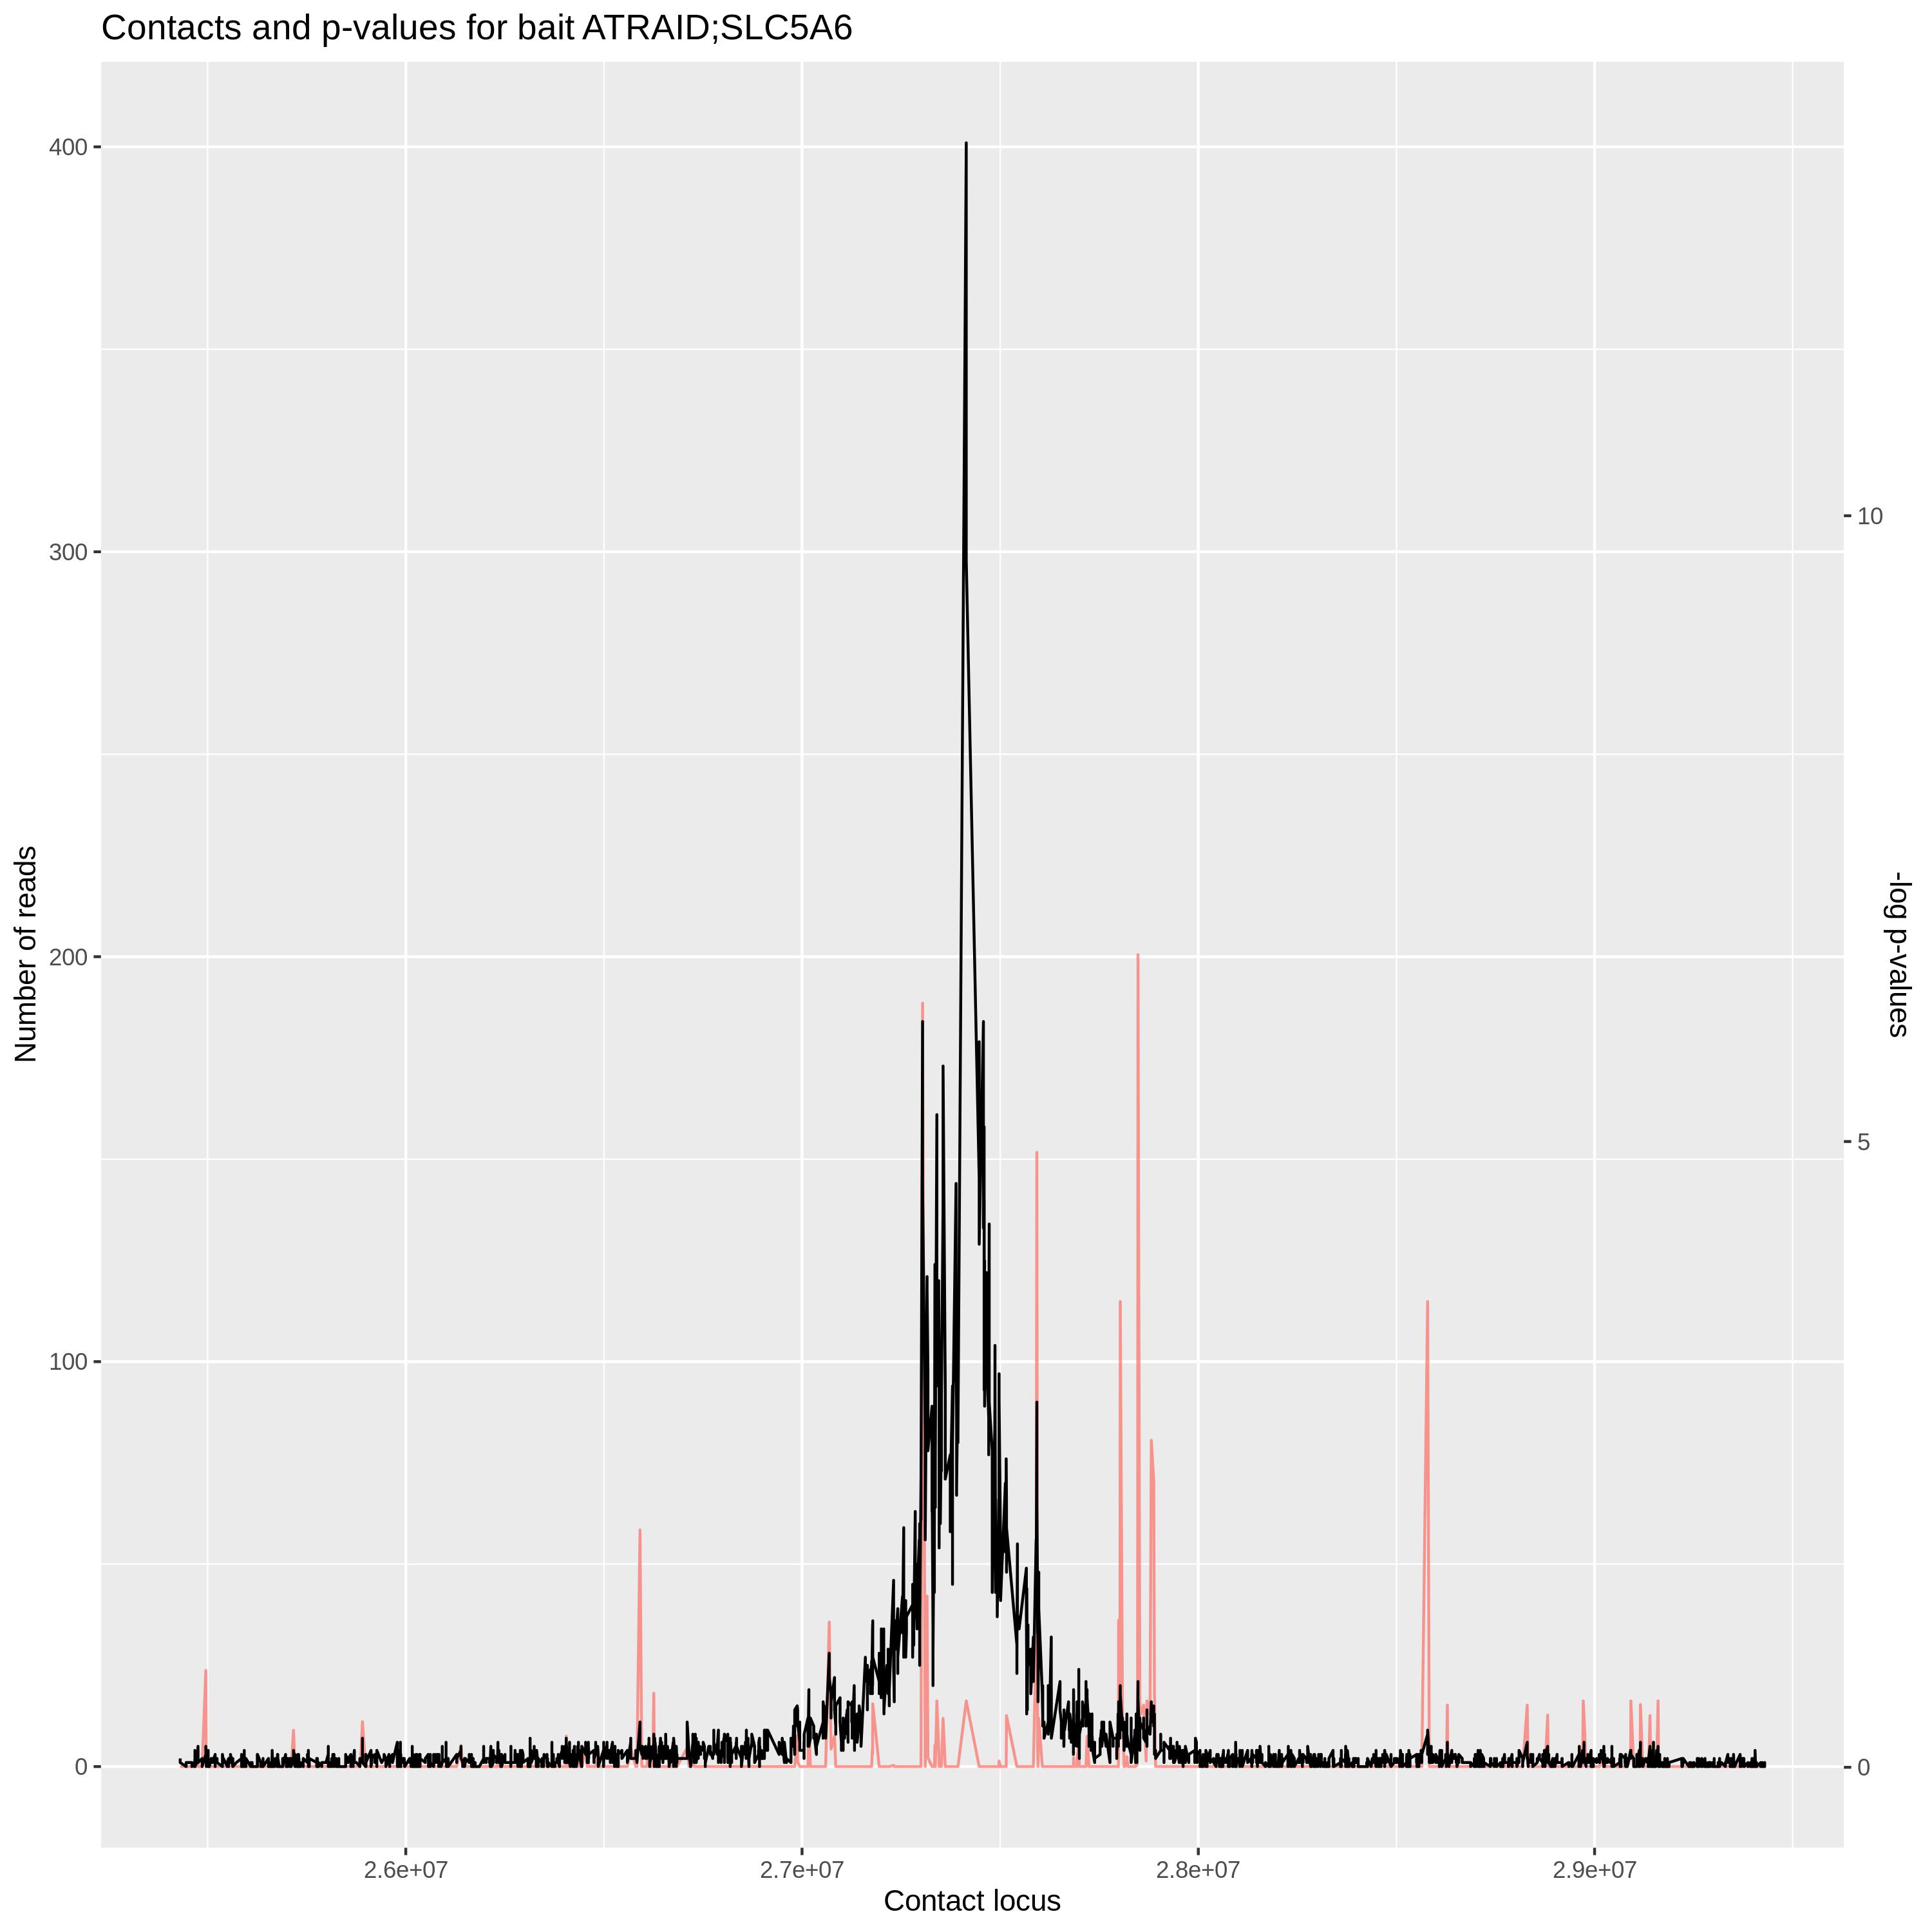 Contacts and p-values for bait ATRAID;SLC5A6
400
300
200
100
0
Number of reads
10
5
0
-log p-values
2.6e+07
2.7e+07
2.8e+07
2.9e+07
Contact locus